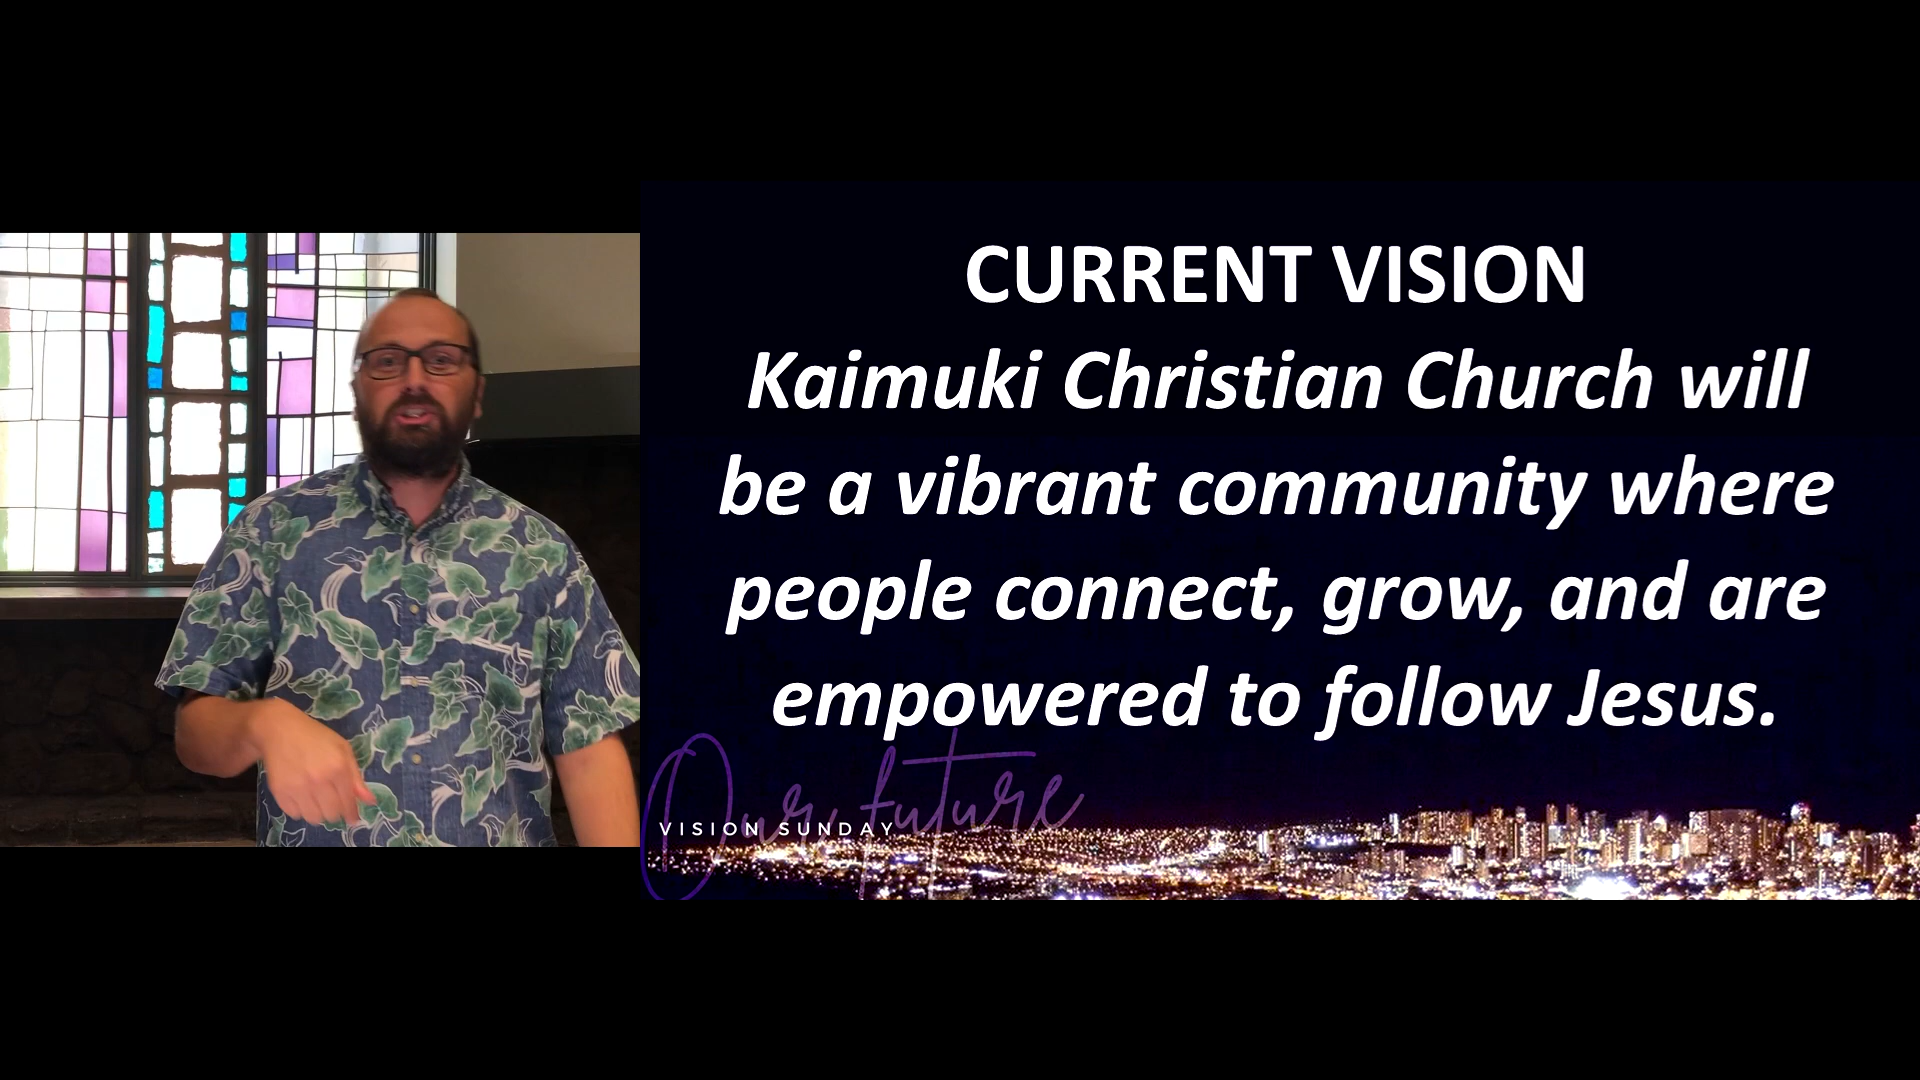 CURRENT VISION
Kaimuki Christian Church will
be a vibrant community where
people connect, grow, and are
empowered to follow Jesus.
Our future
VISION SUNDAY